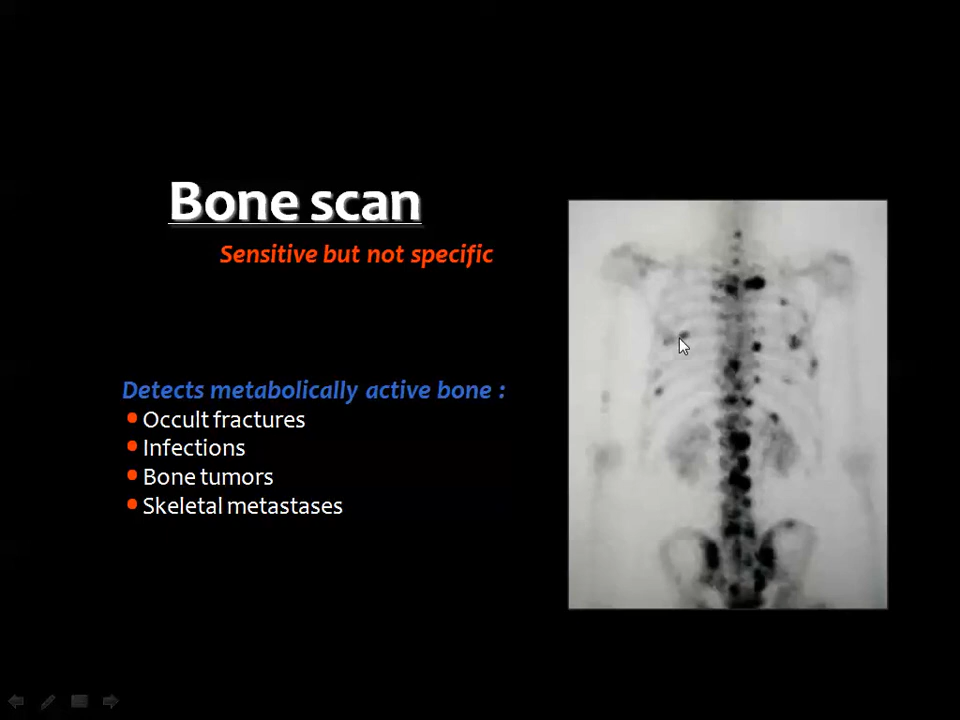 Bone scan
Sensitive but not specific
Detects metabolically active bone :
• Occult fractures
• Infections
• Bone tumors
• Skeletal metastases